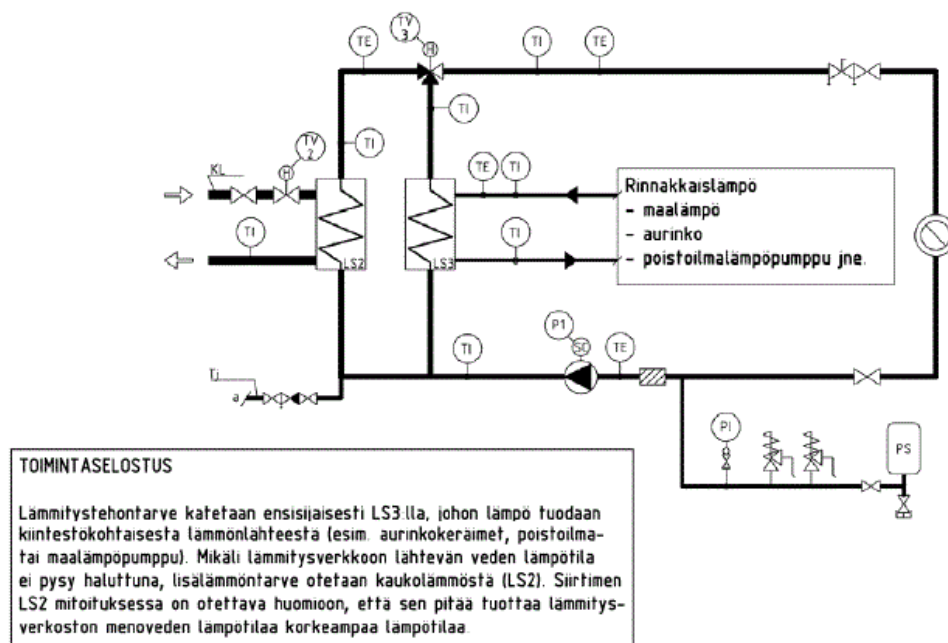 TV
3
TE
TI
TE
TI
TV
2
TI
KL
TE
TI
TI
TI
LS2
LS3
Rinnakkaislämpö
- maalämpö
- aurinko
- poistoilmalämpöpumppu jne.
P1
SC
TI
TE
a
PI
PS
TOIMINTASELOSTUS
Lämmitystehontarve katetaan ensisijaisesti LS3:lla, johon lämpö tuodaan
kiintestökohtaisesta lämmönlähteestä (esim. aurinkokeräimet, poistoilma-
tai maalämpöpumppu). Mikäli lämmitysverkkoon lähtevän veden lämpötila
ei pysy haluttuna, lisälämmöntarve otetaan kaukolämmöstä (LS2). Siirtimen
LS2 mitoituksessa on otettava huomioon, että sen pitää tuottaa lämmitys-
verkoston menoveden lämpötilaa korkeampaa lämpötilaa.